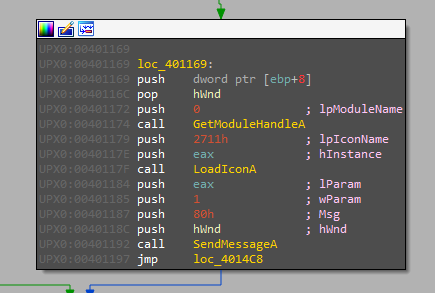 UPX0:00401169
UPX0:00401169 loc_401169:
UPX0:00401169 push dword ptr [ebp+8]
UPX0:0040116C pop hWnd
UPX0:00401172 push 0 ; lpModuleName
UPX0:00401174 call GetModuleHandleA
UPX0:00401179 push 2711h ; lpIconName
UPX0:0040117E push eax ; hInstance
UPX0:0040117F call LoadIconA
UPX0:00401184 push eax ; lParam
UPX0:00401185 push 1 ; wParam
UPX0:00401187 push 80h ; Msg
UPX0:0040118C push hWnd ; hWnd
UPX0:00401192 call SendMessageA
UPX0:00401197 jmp loc_4014C8